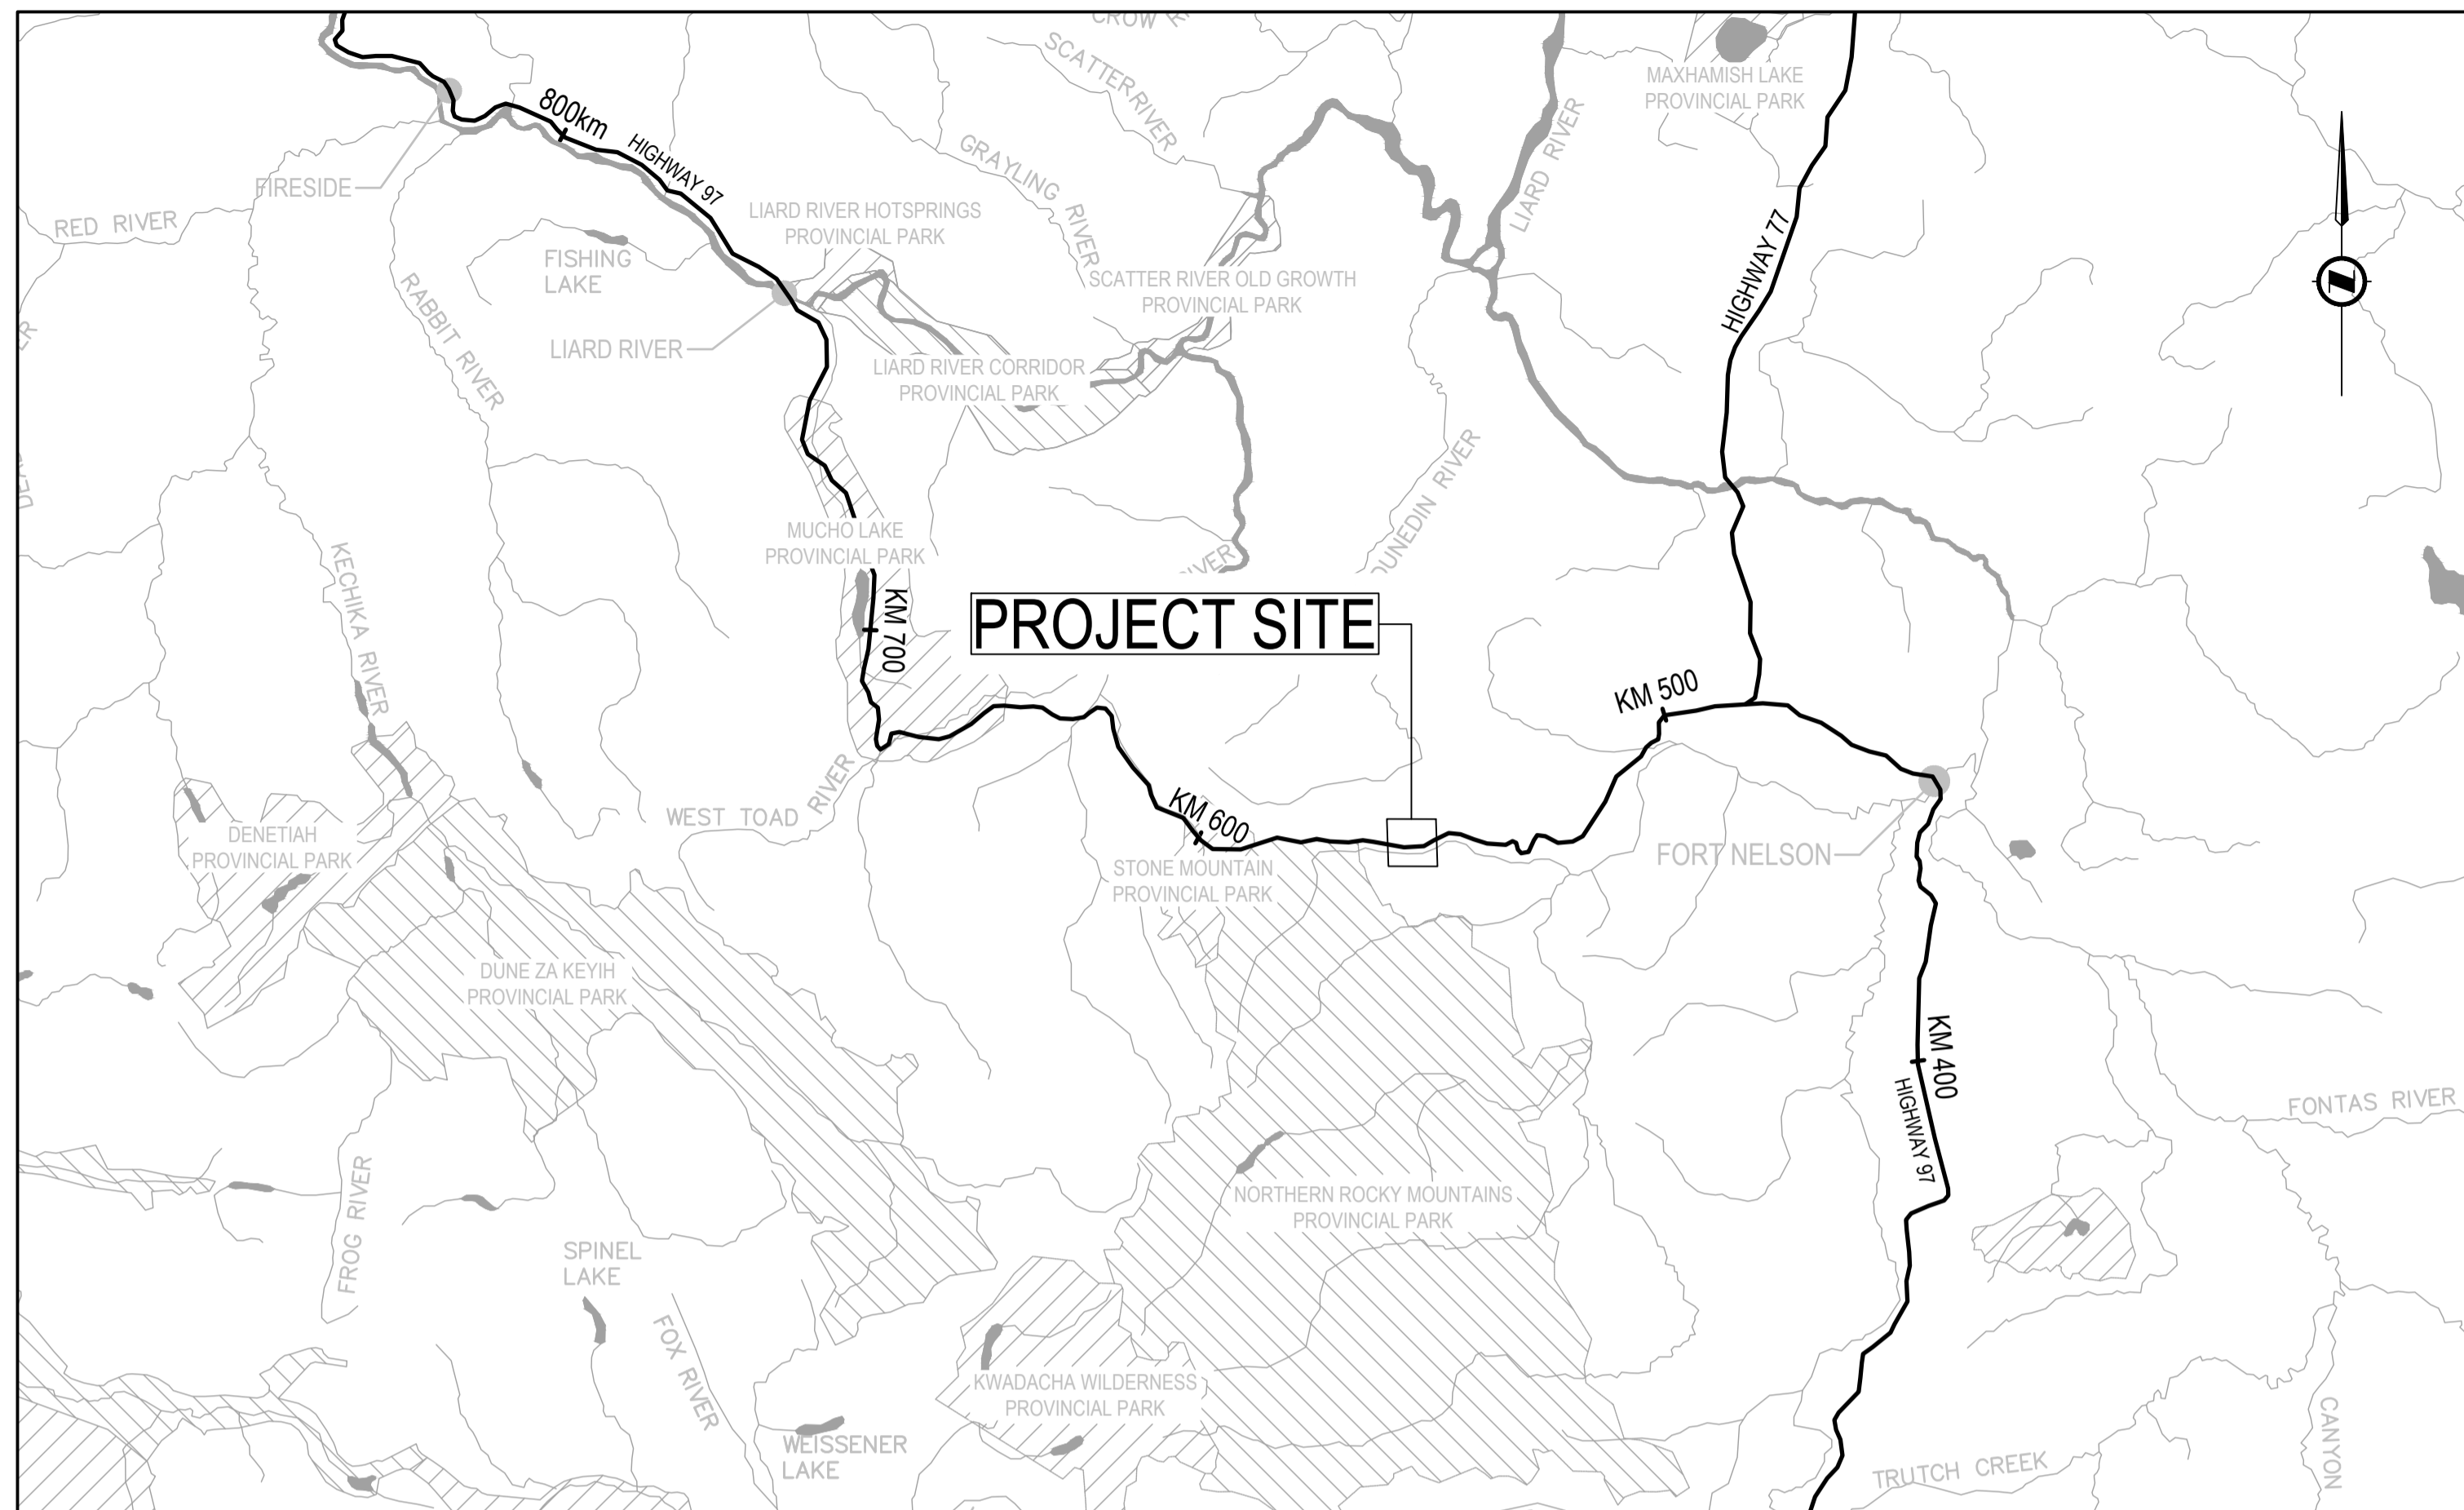 CROW
SCATTER RIVER
MAXHAMISH LAKE
PROVINCIAL PARK
800km
HIGHWAY 97
GRAYLING RIVER
LIARD RIVER
FIRESIDE
RED RIVER
LIARD RIVER HOTSPRINGS
PROVINCIAL PARK
FISHING
LAKE
SCATTER RIVER OLD GROWTH
PROVINCIAL PARK
HIGHWAY 77
RABBIT RIVER
LIARD RIVER
LIARD RIVER CORRIDOR
PROVINCIAL PARK
MUCHO LAKE
PROVINCIAL PARK
DUNEDIN RIVER
RIVER
KECHIKA RIVER
KM 700
PROJECT SITE
KM 500
WEST TOAD RIVER
KM 600
DENETIAH
PROVINCIAL PARK
STONE MOUNTAIN
PROVINCIAL PARK
FORT NELSON
DUNE ZA KEYIH
PROVINCIAL PARK
KM 400
HIGHWAY 97
FONTAS RIVER
FROG RIVER
NORTHERN ROCKY MOUNTAINS
PROVINCIAL PARK
SPINEL
LAKE
FOX RIVER
KWADACHA WILDERNESS
PROVINCIAL PARK
WEISSENER
LAKE
TRUTCH CREEK
CANYON